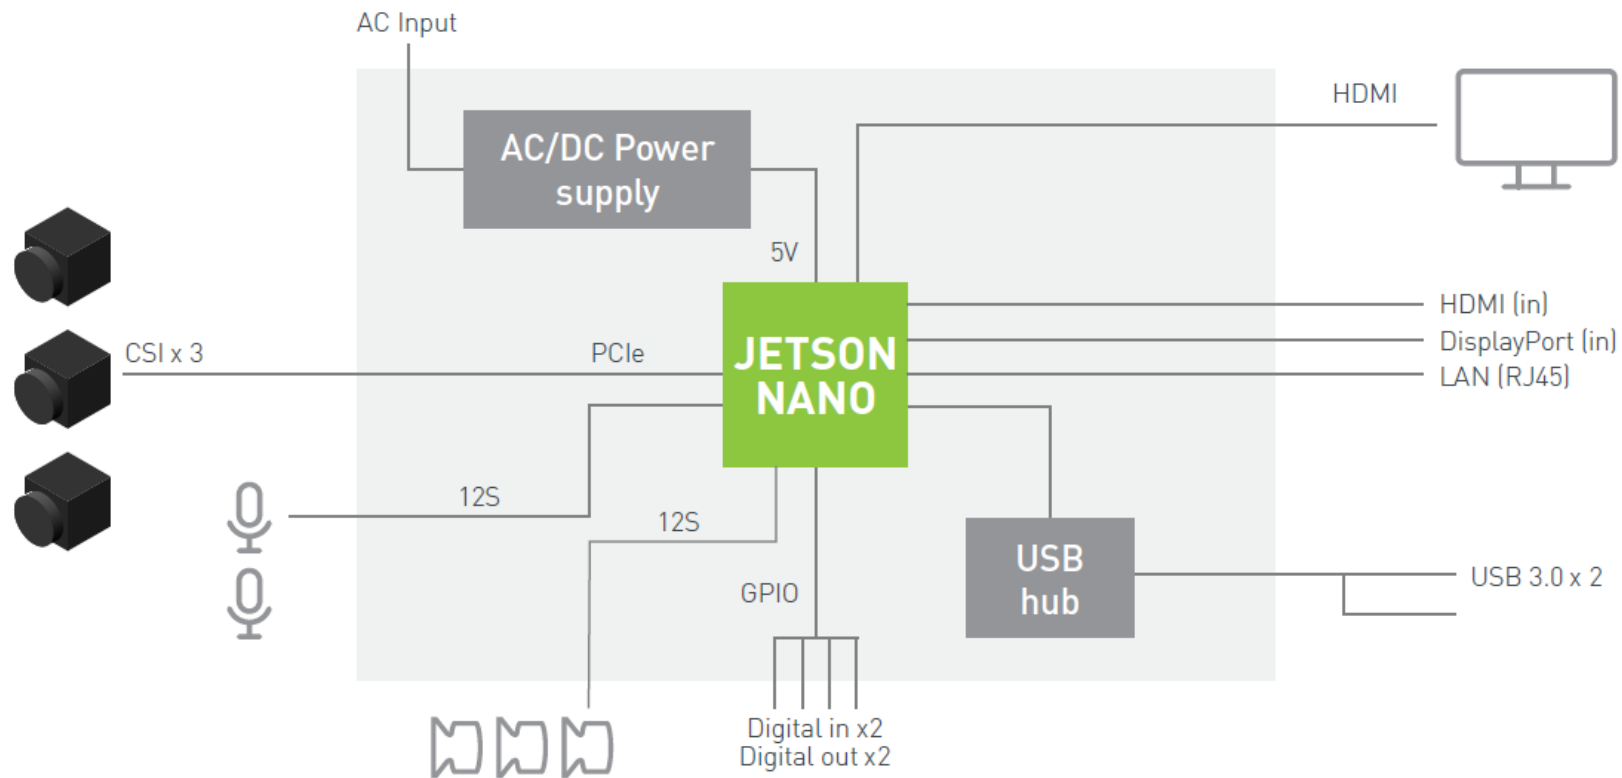 AC Input
HDMI
AC/DC Power
supply
5V
HDMI (in)
DisplayPort (in)
LAN (RJ45)
CSI x 3
PCIe
JETSON
NANO
12S
12S
USB
hub
USB 3.0 x 2
GPIO
Digital in x2
Digital out x2